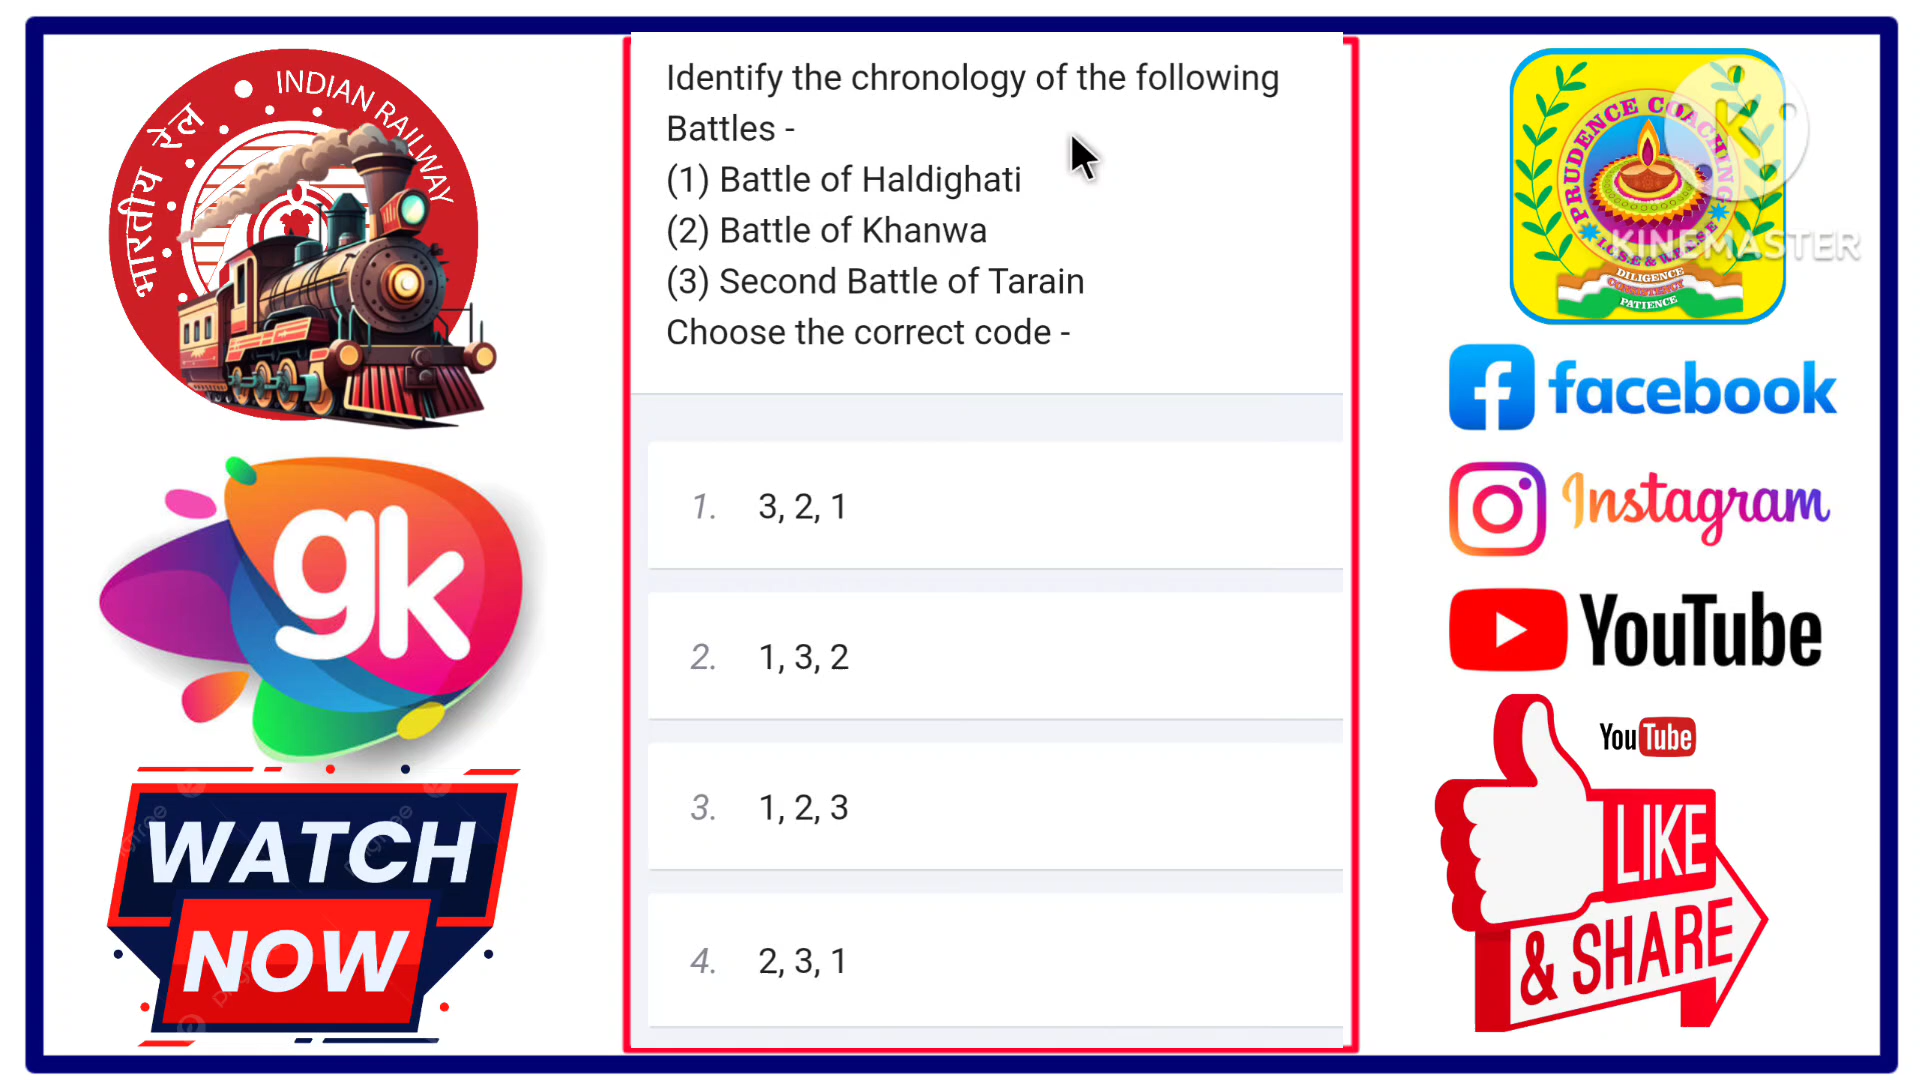 भारतीय रेल
INDIAN RAILWAY
gk
WATCH
NOW
Identify the chronology of the following
Battles -
(1) Battle of Haldighati
(2) Battle of Khanwa
(3) Second Battle of Tarain
Choose the correct code -
1. 3, 2, 1
2. 1, 3, 2
3. 1, 2, 3
4. 2, 3, 1
PRUDENCE COACHING
KINEMASTER
DILIGENCE
CONSISTENCY
PATIENCE
facebook
Instagram
YouTube
YouTube
LIKE
& SHARE